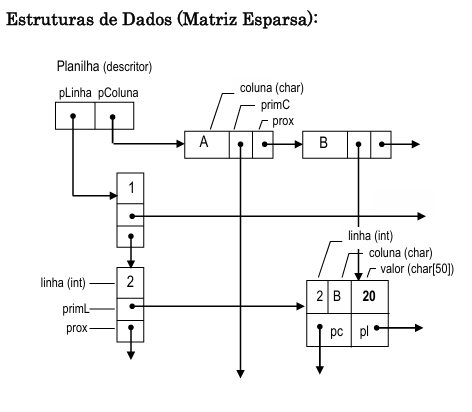 Estruturas de Dados (Matriz Esparsa):
Planilha (descritor)
pLinha pColuna
coluna (char)
primC
prox
A
B
1
linha (int)
coluna (char)
valor (char[50])
linha (int)
2
2 B 20
primL
prox
pc pl